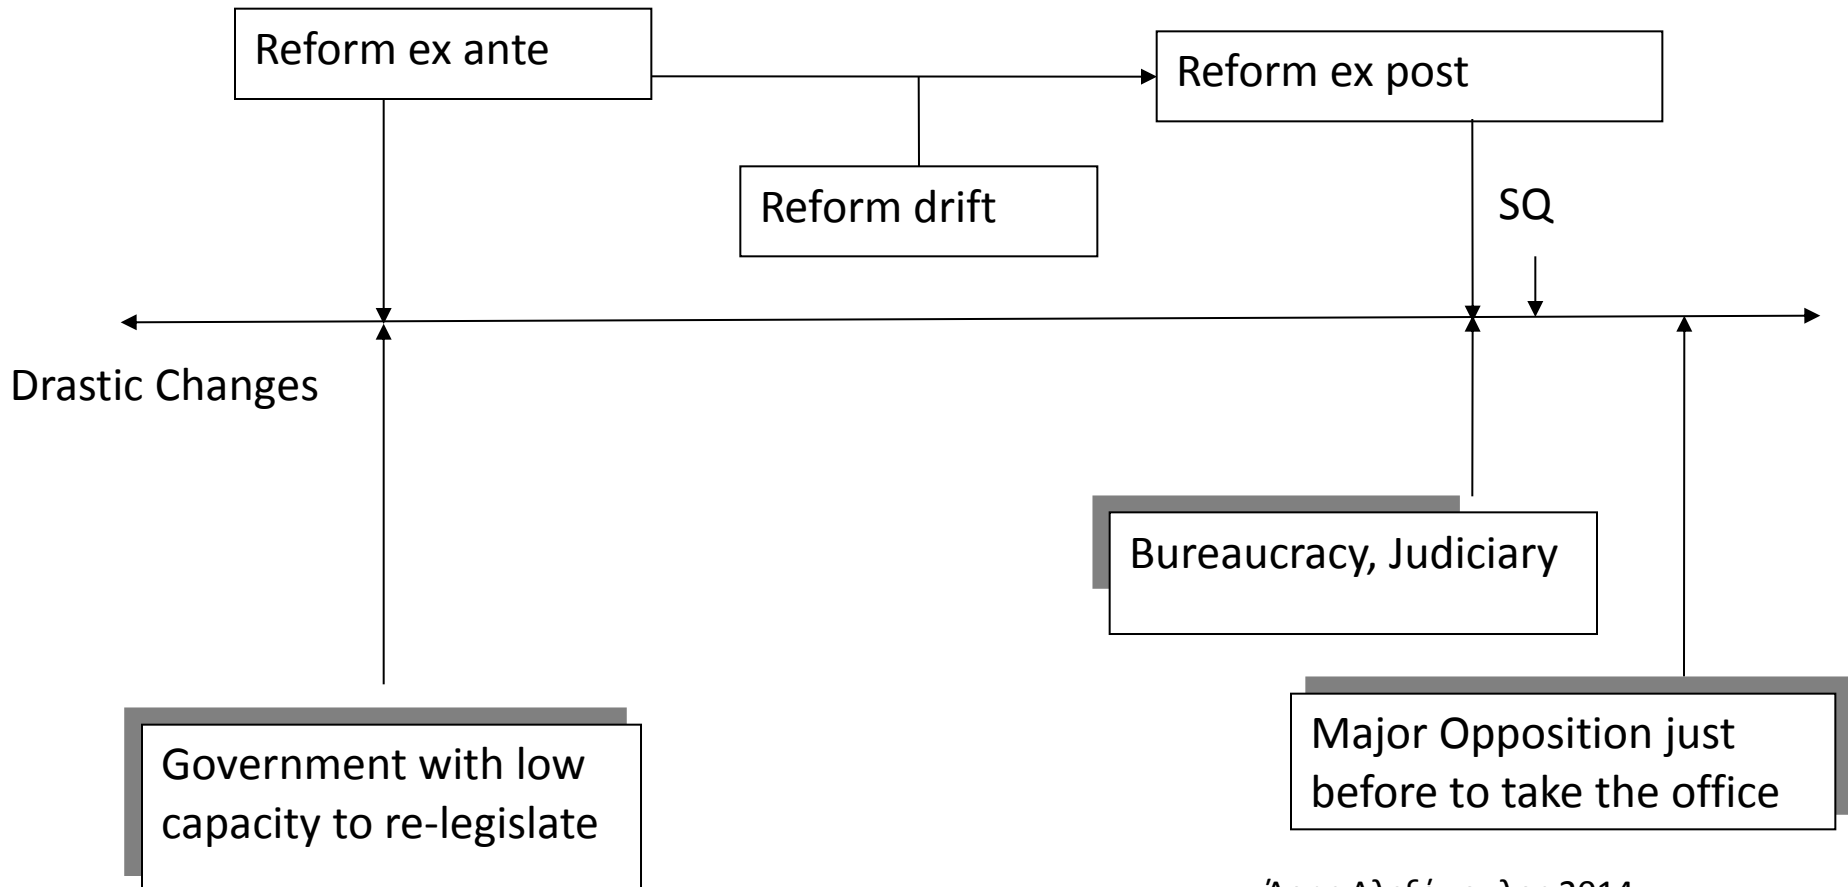 Reform ex ante
Reform ex post
Reform drift
SQ
Drastic Changes
Bureaucracy, Judiciary
Major Opposition just
before to take the office
Government with low
capacity to re-legislate
2014